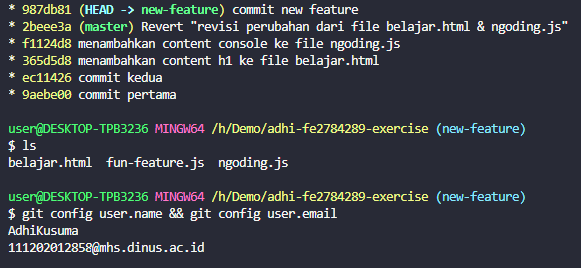 * 987db81 (HEAD -> new-feature) commit new feature
* 2beee3a (master) Revert "revisi perubahan dari file belajar.html & ngoding.js"
* f1124d8 menambahkan content console ke file ngoding.js
* 365d5d8 menambahkan content h1 ke file belajar.html
* ec11426 commit kedua
* 9aebe00 commit pertama
user@DESKTOP-TPB3236 MINGW64 /h/Demo/adhi-fe2784289-exercise (new-feature)
$ ls
belajar.html  fun-feature.js  ngoding.js
user@DESKTOP-TPB3236 MINGW64 /h/Demo/adhi-fe2784289-exercise (new-feature)
$ git config user.name && git config user.email
AdhiKusuma
111202012858@mhs.dinus.ac.id